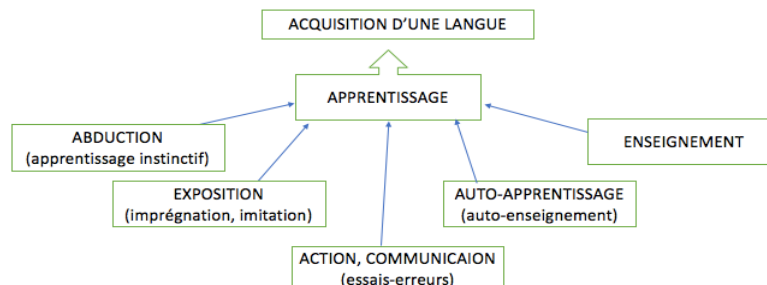 ACQUISITION D’UNE LANGUE
APPRENTISSAGE
ABDUCTION
(apprentissage instinctif)
ENSEIGNEMENT
EXPOSITION
(imprégnation, imitation)
AUTO-APPRENTISSAGE
(auto-enseignement)
ACTION, COMMUNICAION
(essais-erreurs)